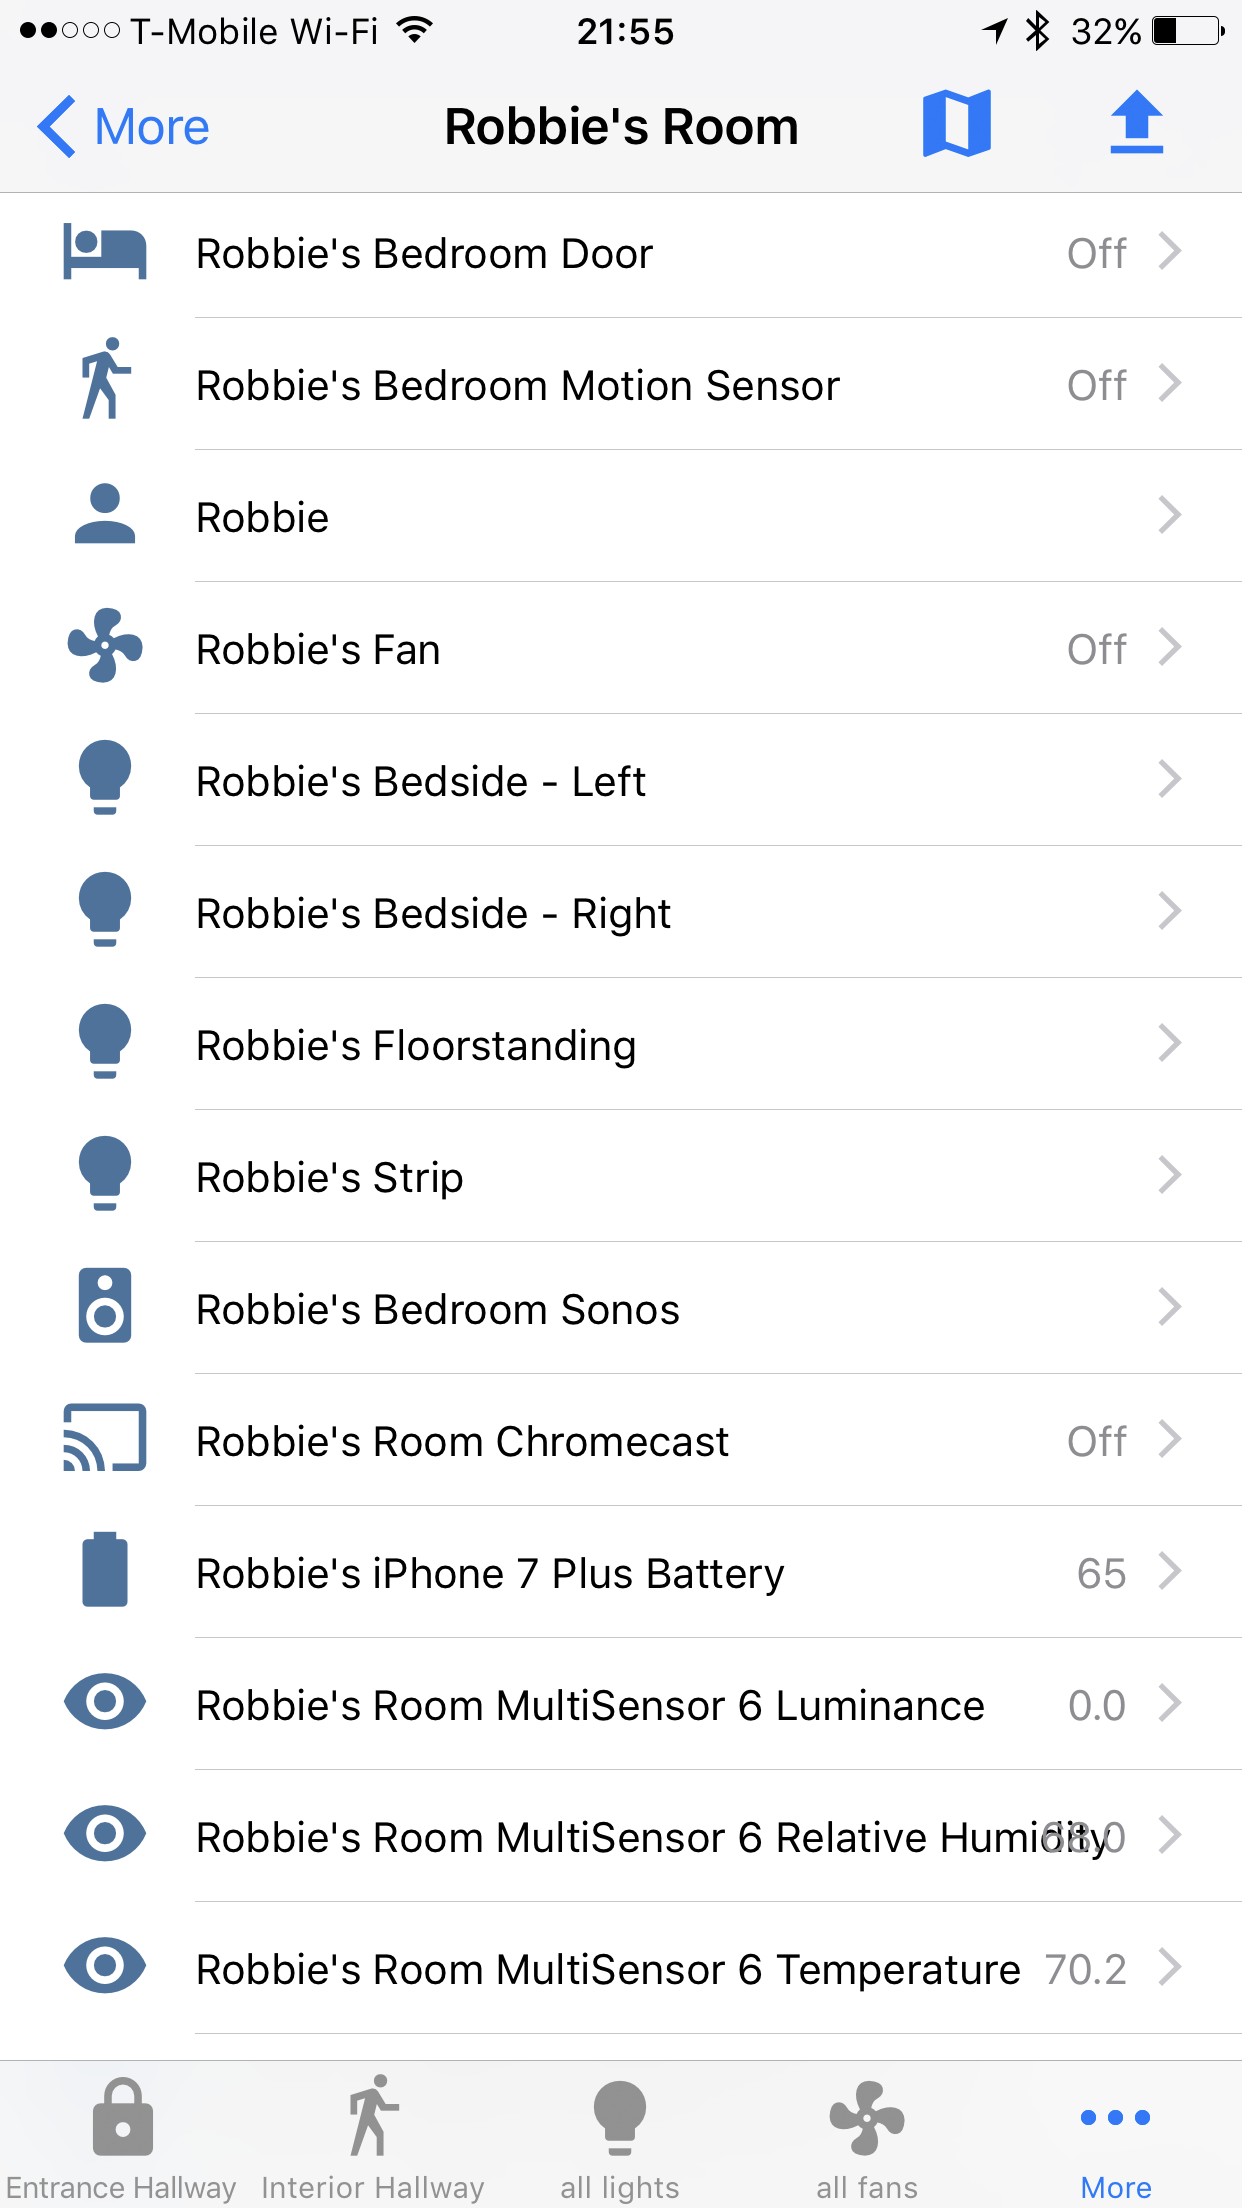 T-Mobile Wi-Fi 21:55 32%
More Robbie's Room
Robbie's Bedroom Door Off
Robbie's Bedroom Motion Sensor Off
Robbie
Robbie's Fan Off
Robbie's Bedside - Left
Robbie's Bedside - Right
Robbie's Floorstanding
Robbie's Strip
Robbie's Bedroom Sonos
Robbie's Room Chromecast Off
Robbie's iPhone 7 Plus Battery 65
Robbie's Room MultiSensor 6 Luminance 0.0
Robbie's Room MultiSensor 6 Relative Humidity 68.0
Robbie's Room MultiSensor 6 Temperature 70.2
Entrance Hallway Interior Hallway all lights all fans More